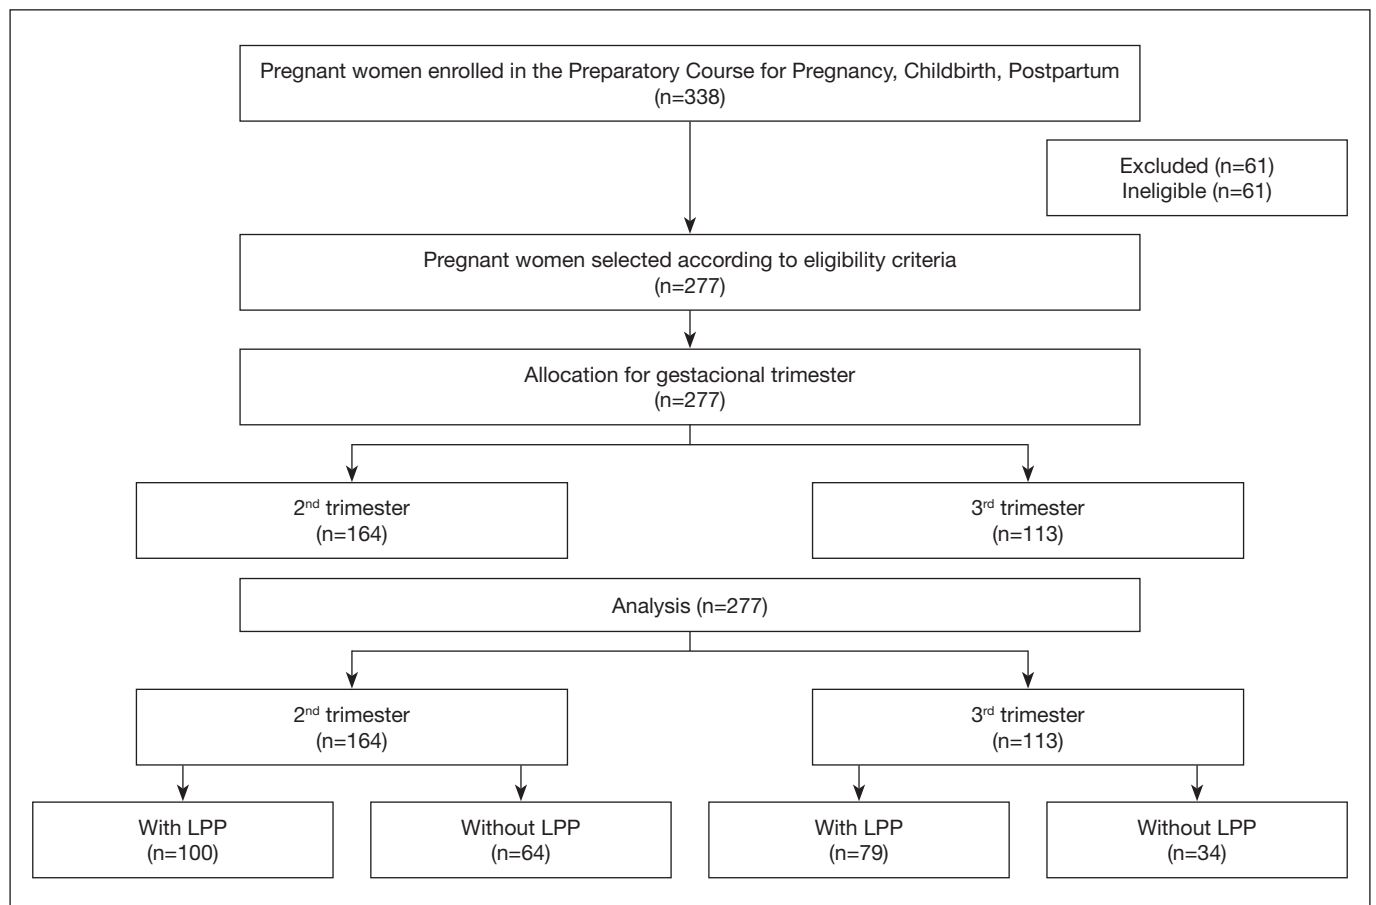 Pregnant women enrolled in the Preparatory Course for Pregnancy, Childbirth, Postpartum
(n=338)
Excluded (n=61)
Ineligible (n=61)
Pregnant women selected according to eligibility criteria
(n=277)
Allocation for gestacional trimester
(n=277)
2nd trimester
(n=164)
3rd trimester
(n=113)
Analysis (n=277)
2nd trimester
(n=164)
3rd trimester
(n=113)
With LPP
(n=100)
Without LPP
(n=64)
With LPP
(n=79)
Without LPP
(n=34)